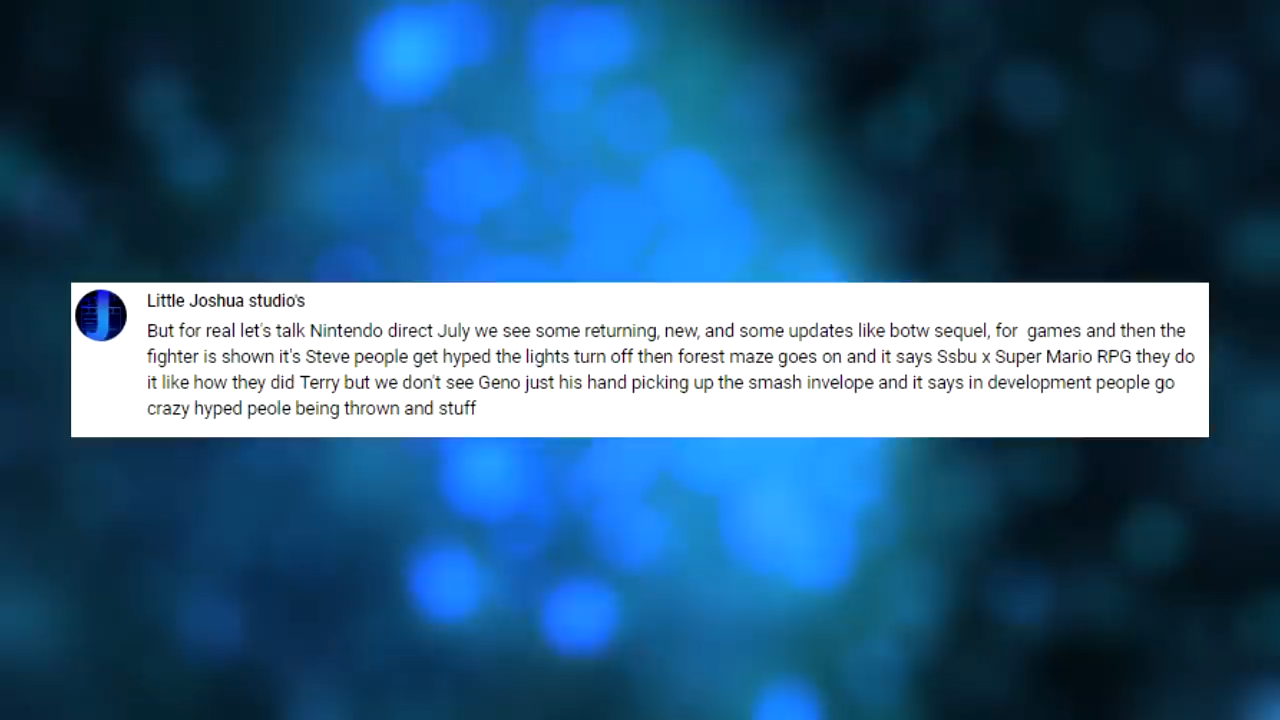 Little Joshua studio's
But for real let's talk Nintendo direct July we see some returning, new, and some updates like botw sequel, for  games and then the
fighter is shown it's Steve people get hyped the lights turn off then forest maze goes on and it says Ssbu x Super Mario RPG they do
it like how they did Terry but we don't see Geno just his hand picking up the smash invelope and it says in development people go
crazy hyped peole being thrown and stuff